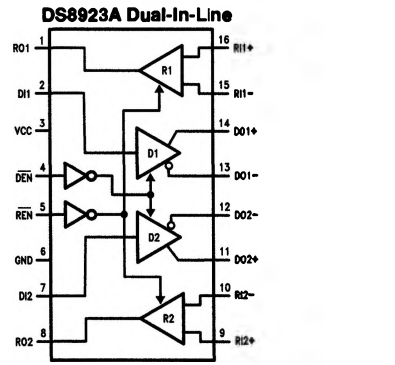 DS8923A Dual-In-Line
RO1 1
16 RI1+
R1
DI1 2
15 RI1-
VCC 3
14 DO1+
D1
DEN 4
13 DO1-
REN 5
12 DO2-
D2
GND 6
11 DO2+
DI2 7
10 RI2-
R2
RO2 8
9 RI2+